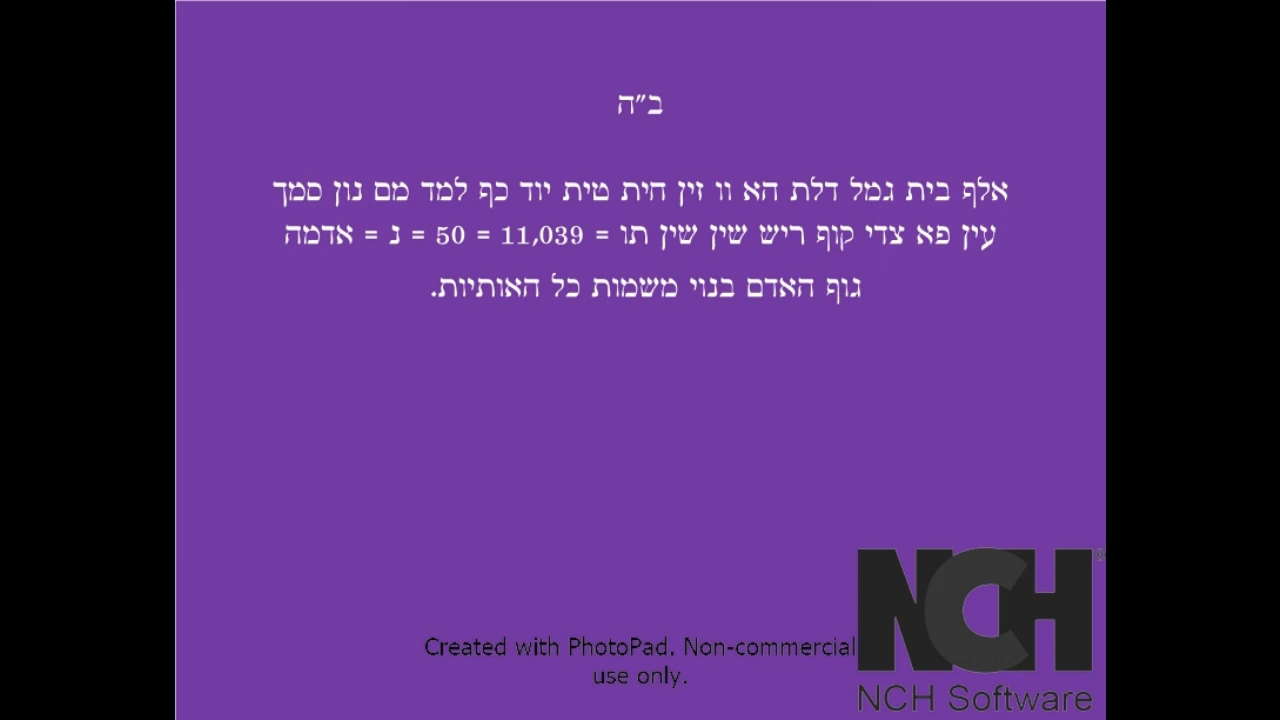 ב״ה
אלף בית גמל דלת הא וו זין חית טית יוד כף למד מם נון סמך
עין פא צדי קוף ריש שין שין תו = 11,039 = 50 = נ = אדמה
גוף האדם בנוי משמות כל האותיות.
NCH®
Created with PhotoPad. Non-commercial
use only.
NCH Software